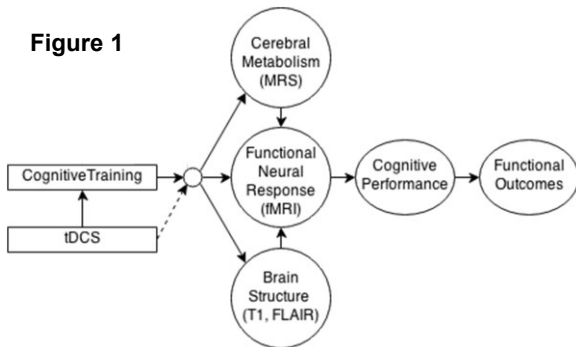 Figure 1
Cerebral
Metabolism
(MRS)
CognitiveTraining
tDCS
Functional
Neural
Response
(fMRI)
Cognitive
Performance
Functional
Outcomes
Brain
Structure
(T1, FLAIR)